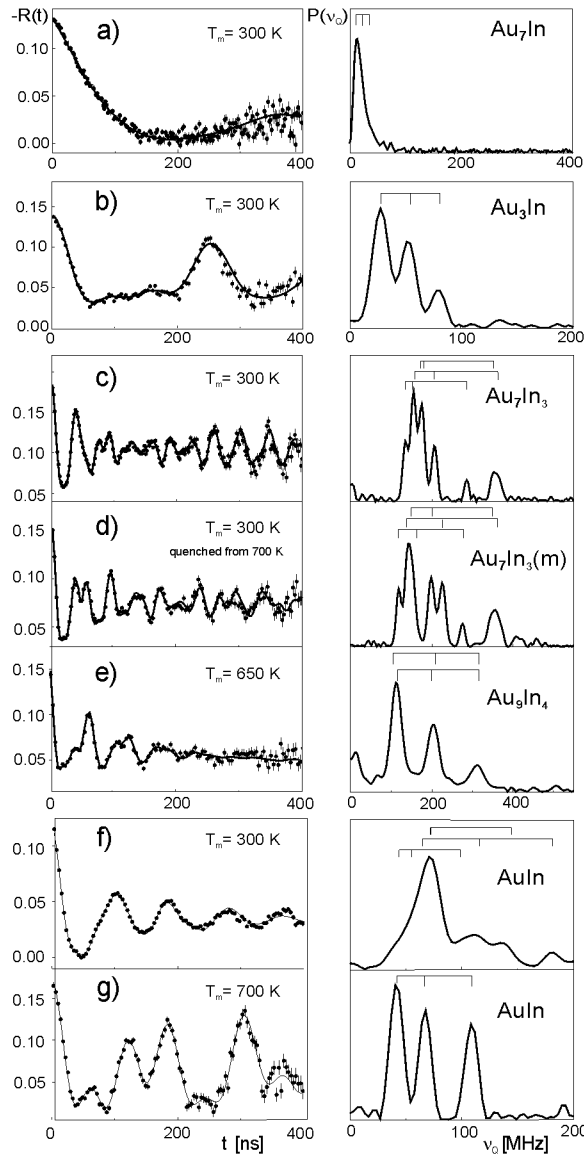 -R(t) P(ν_Q)
a) T_m= 300 K Au₇In
0.15
0.10
0.05
0.00
0 200 400 0 200 400
b) T_m= 300 K Au₃In
0.15
0.10
0.05
0.00
0 200 400 0 100 200
c) T_m= 300 K Au₇In₃
0.15
0.10
0.05
d) T_m= 300 K Au₇In₃(m)
quenched from 700 K
0.15
0.10
0.05
e) T_m= 650 K Au₉In₄
0.15
0.10
0.05
0 200 400 0 200 400
f) T_m= 300 K AuIn
0.10
0.05
0.00
g) T_m= 700 K AuIn
0.15
0.10
0.05
0 200 400 0 100 200
t [ns] ν_Q [MHz]